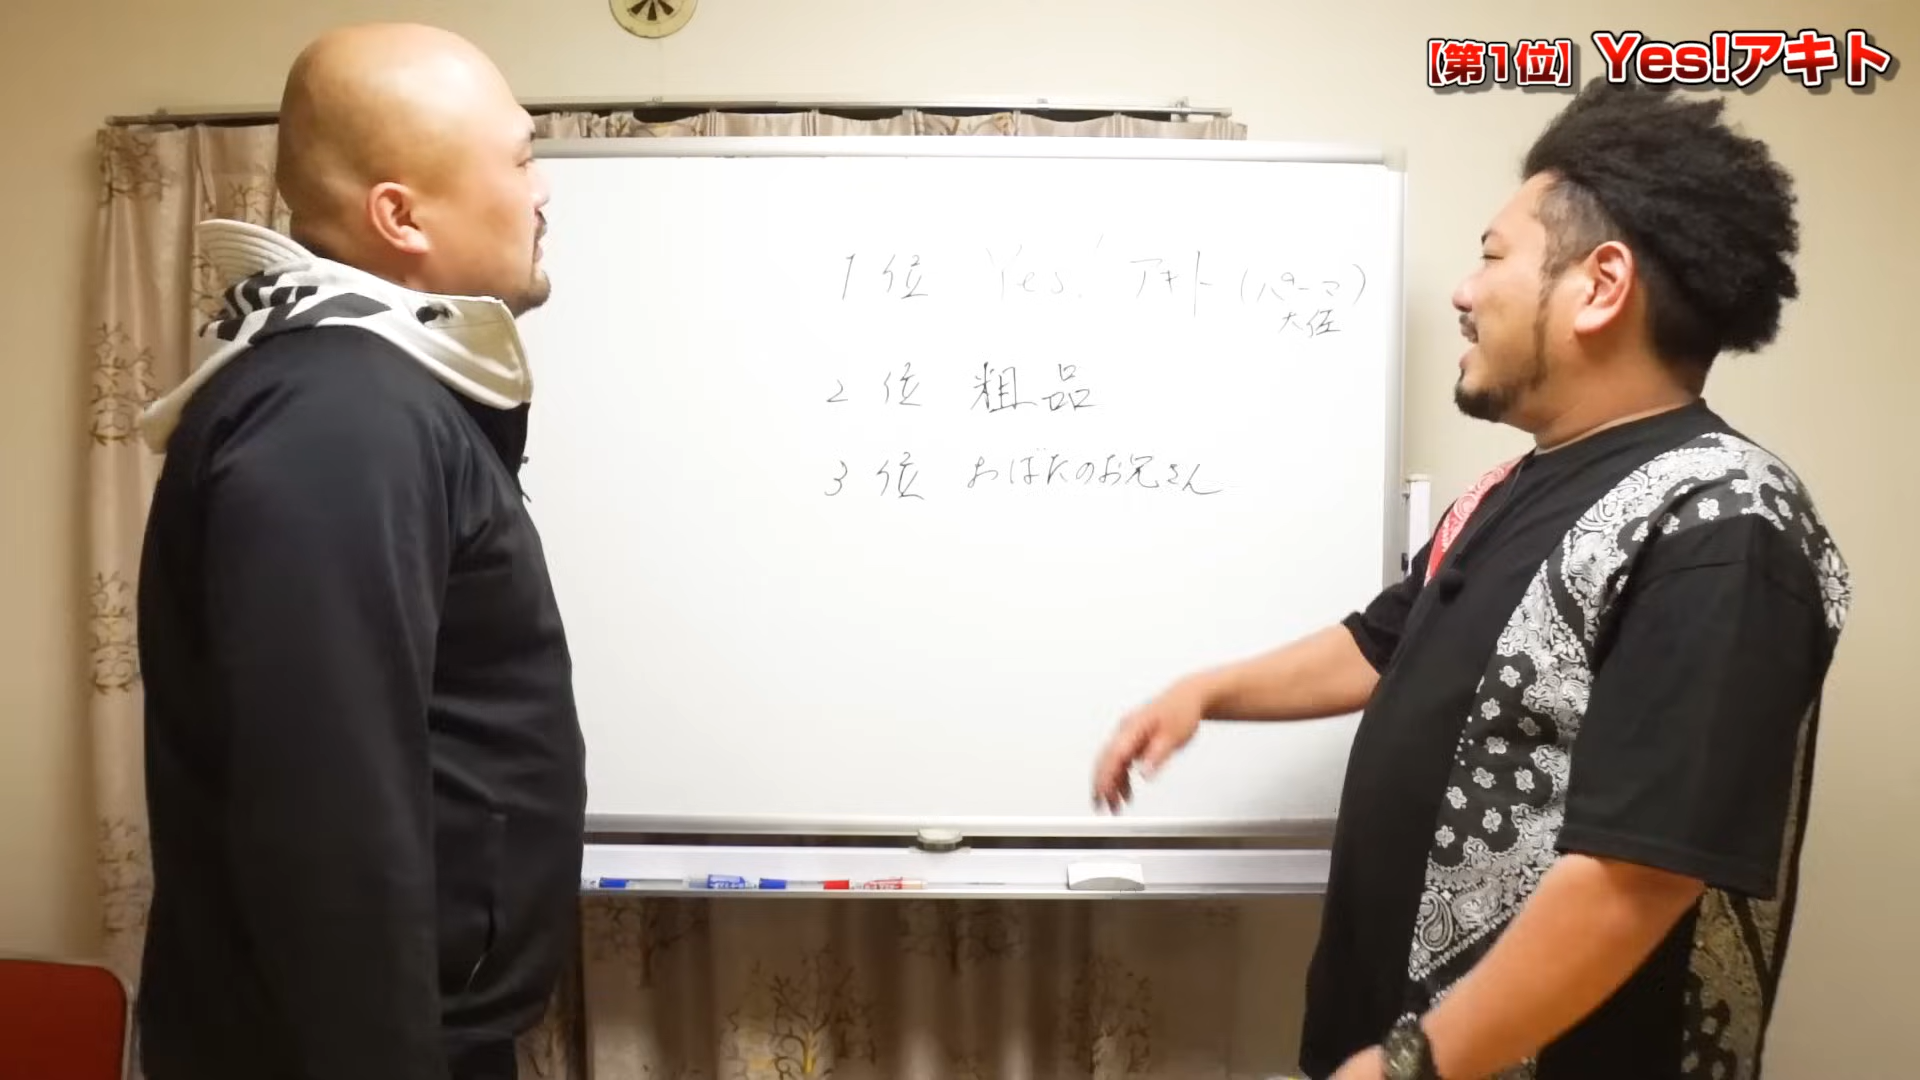 【第1位】 Yes!アキト
1位 Yes! アキト (パーマ)
大佐
2位 粗品
3位 おばたのお兄さん